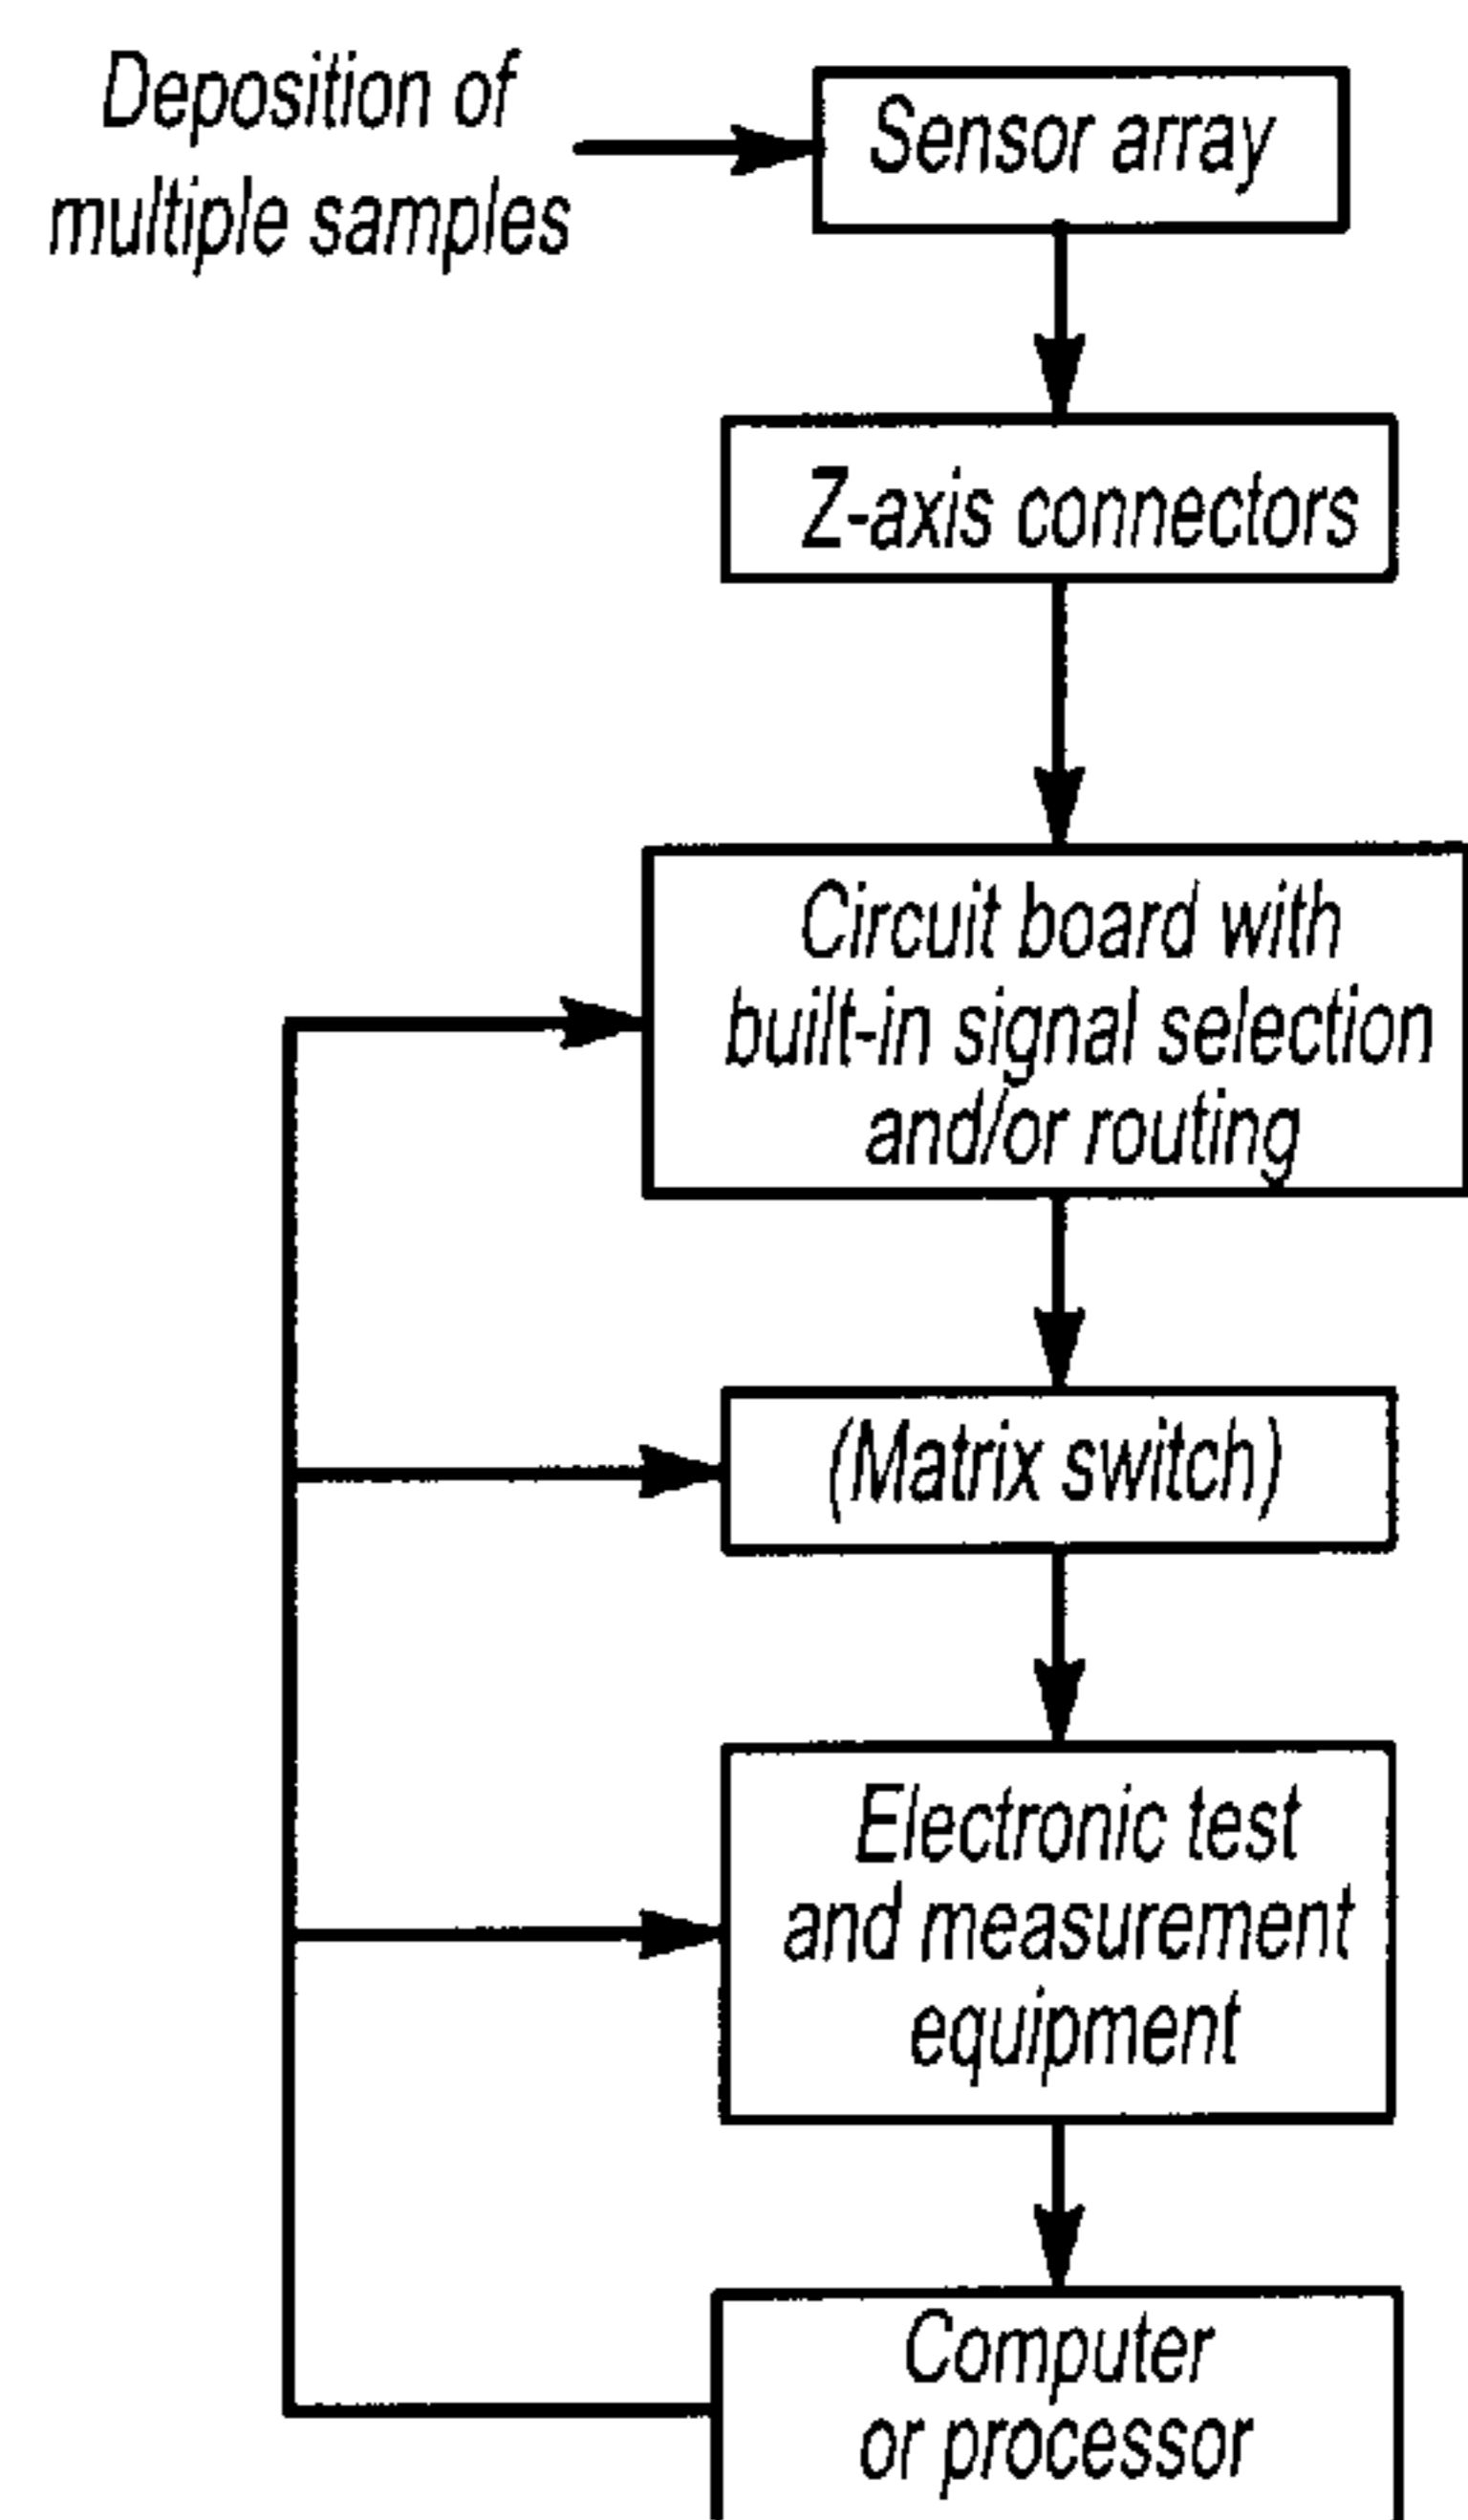 Deposition of
multiple samples
Sensor array
Z-axis connectors
Circuit board with
built-in signal selection
and/or routing
(Matrix switch)
Electronic test
and measurement
equipment
Computer
or processor